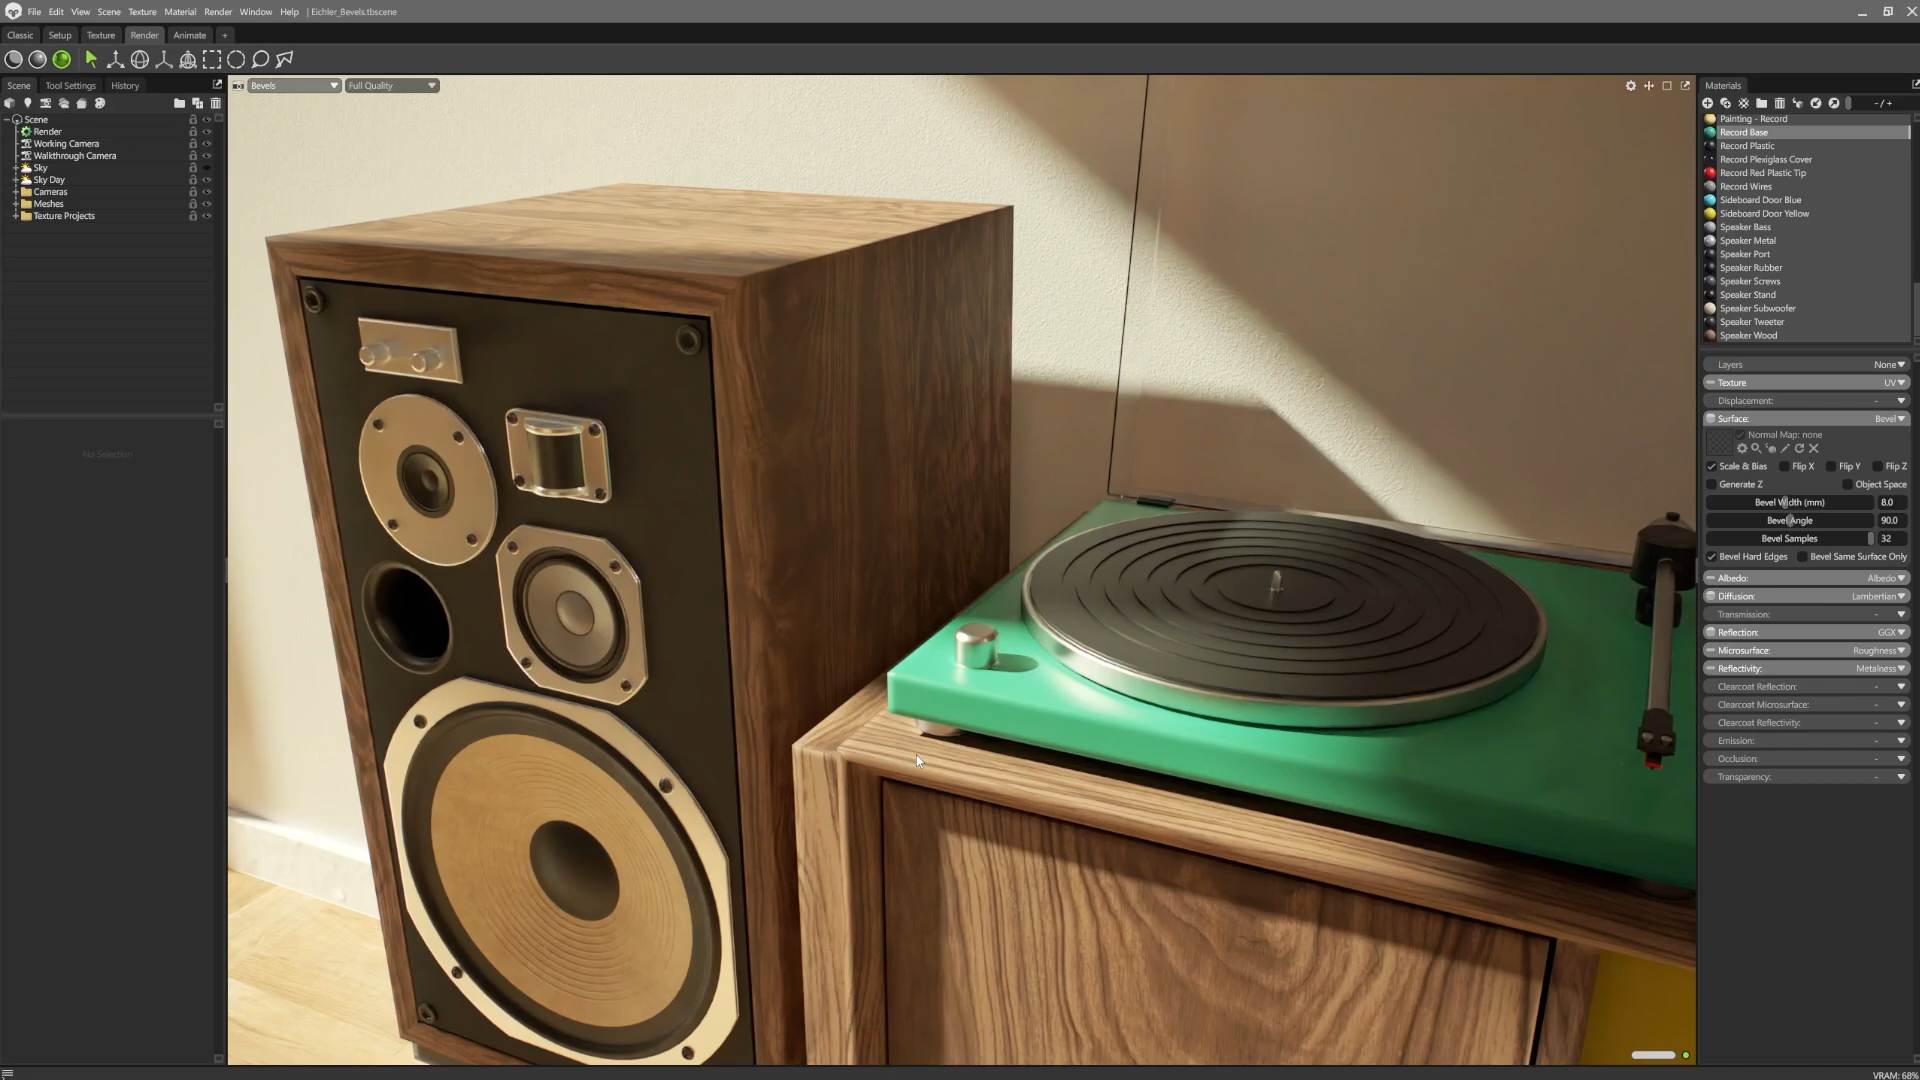 File Edit View Scene Texture Material Render Window Help | Eichler_Bevels.tbscene
Classic Setup Texture Render Animate +
Scene Tool Settings History
Bevels Full Quality
Materials
- / +
Scene
Render
Working Camera
Walkthrough Camera
Sky
Sky Day
Cameras
Meshes
Texture Projects
No Selection
Painting - Record
Record Base
Record Plastic
Record Plexiglass Cover
Record Red Plastic Tip
Record Wires
Sideboard Door Blue
Sideboard Door Yellow
Speaker Bass
Speaker Metal
Speaker Port
Speaker Rubber
Speaker Screws
Speaker Stand
Speaker Subwoofer
Speaker Tweeter
Speaker Wood
Layers None
Texture UV
Displacement: -
Surface: Bevel
Normal Map: none
Scale & Bias Flip X Flip Y Flip Z
Generate Z Object Space
Bevel Width (mm) 8.0
Bevel Angle 90.0
Bevel Samples 32
Bevel Hard Edges Bevel Same Surface Only
Albedo: Albedo
Diffusion: Lambertian
Transmission: -
Reflection: GGX
Microsurface: Roughness
Reflectivity: Metalness
Clearcoat Reflection: -
Clearcoat Microsurface: -
Clearcoat Reflectivity: -
Emission: -
Occlusion: -
Transparency: -
VRAM: 68%